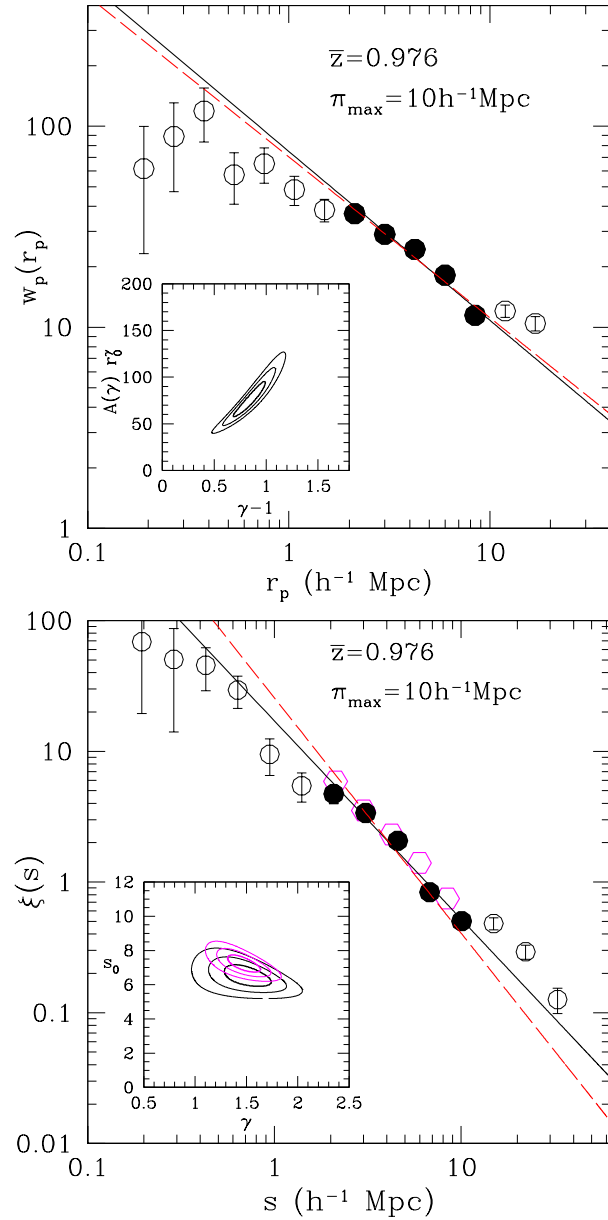 z̅=0.976
π_max=10h⁻¹Mpc
100
10
1
w_p(r_p)
200
150
100
50
0
A(γ) r₀^γ
0 0.5 1 1.5
γ−1
0.1 1 10
r_p (h⁻¹ Mpc)
z̅=0.976
π_max=10h⁻¹Mpc
100
10
1
0.1
0.01
ξ(s)
12
10
8
6
4
2
0
s₀
0.5 1 1.5 2 2.5
γ
0.1 1 10
s (h⁻¹ Mpc)